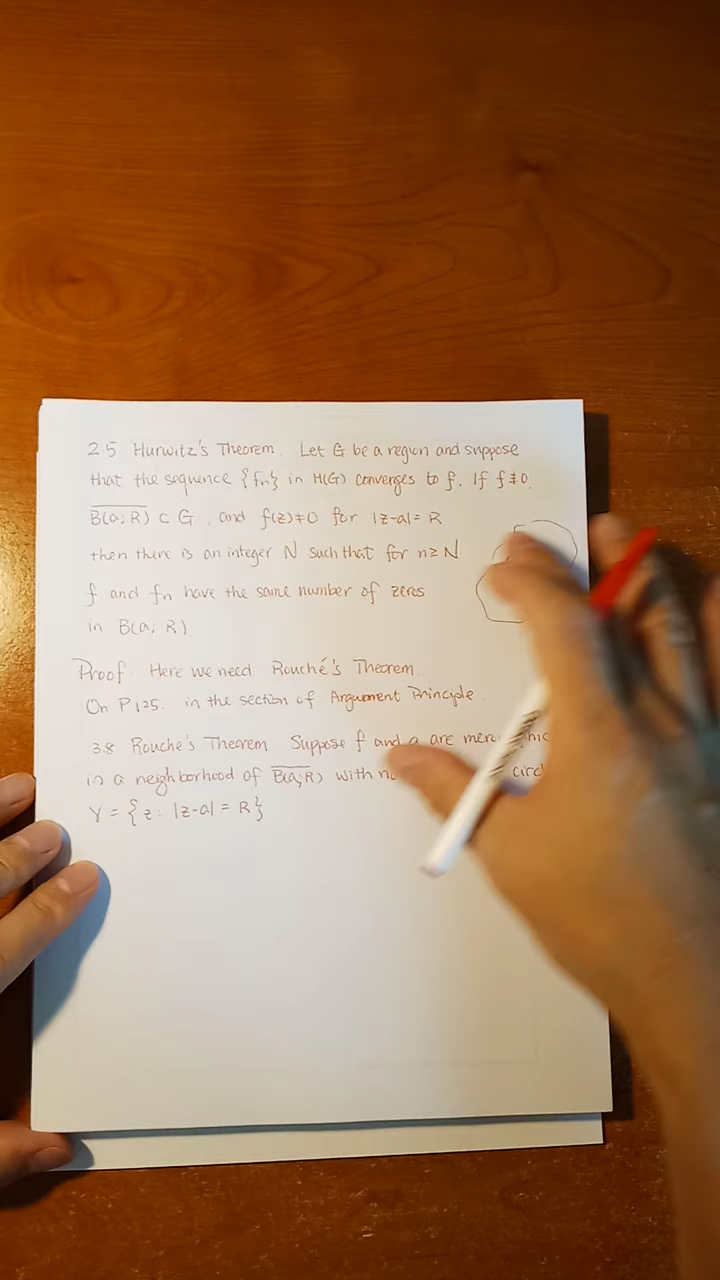 2.5 Hurwitz's Theorem. Let G be a region and suppose
that the sequence {fn} in H(G) converges to f. If f≢0,
B̅(̅a̅;̅ ̅R̅)̅ ⊂ G, and f(z)≠0 for |z-a| = R
then there is an integer N such that for n≥N
f and fn have the same number of zeros
in B(a; R)
Proof. Here we need Rouché's Theorem.
On P125. in the section of Argument Principle.
3.8 Rouché's Theorem Suppose f and g are
in a neighborhood of B̅(̅a̅;̅R̅)̅ with
γ = {z: |z-a| = R}